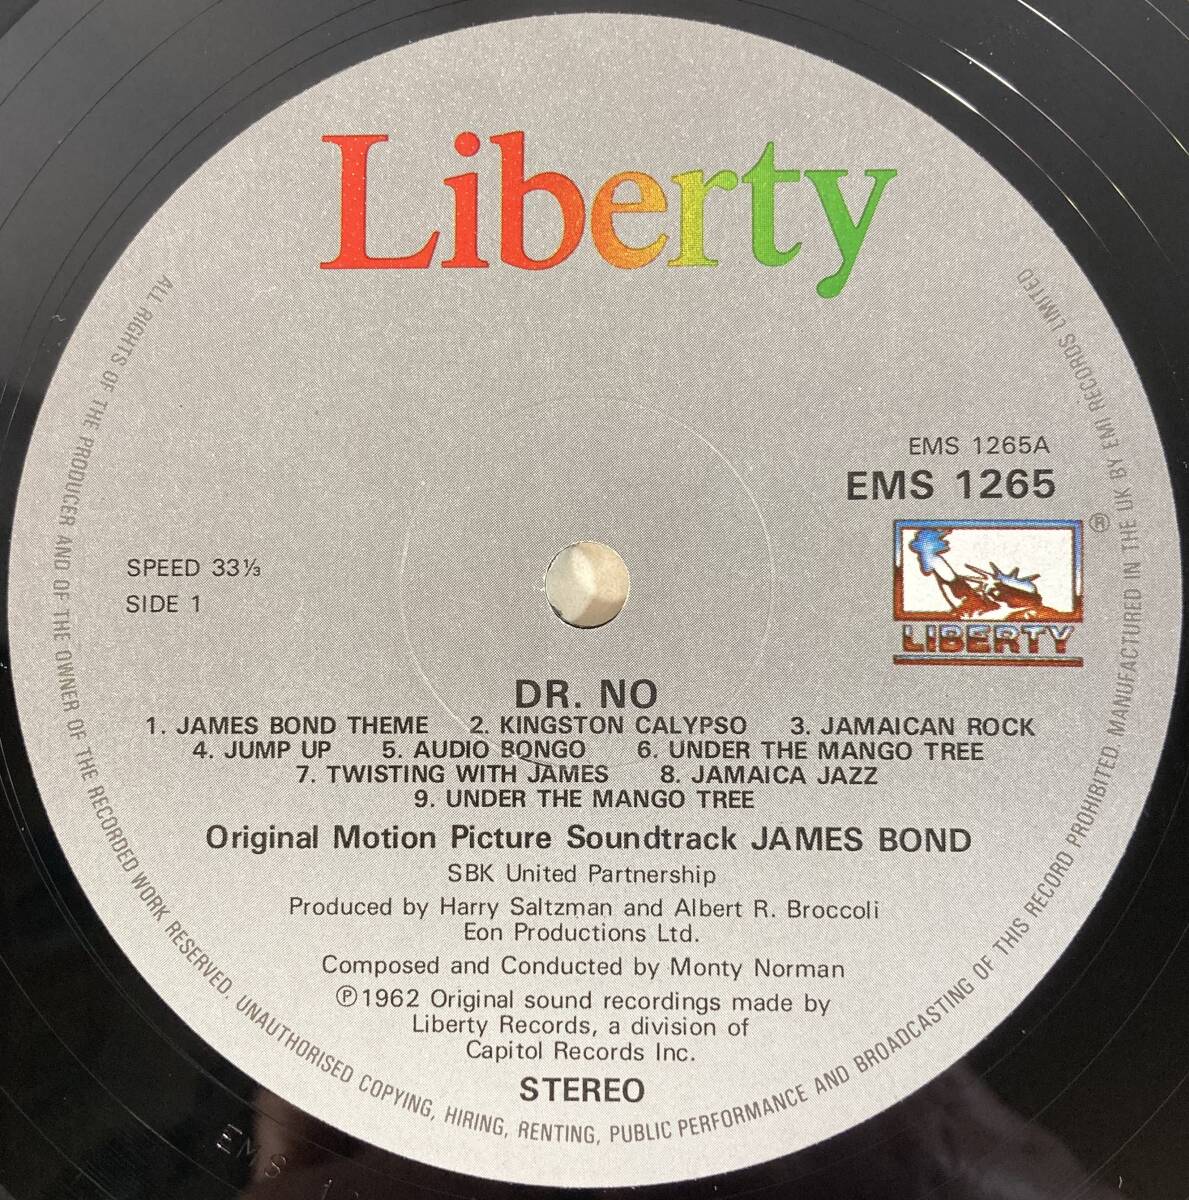 Liberty
EMS 1265A
EMS 1265
®
LIBERTY
SPEED 33⅓
SIDE 1
DR. NO
1. JAMES BOND THEME 2. KINGSTON CALYPSO 3. JAMAICAN ROCK
4. JUMP UP 5. AUDIO BONGO 6. UNDER THE MANGO TREE
7. TWISTING WITH JAMES 8. JAMAICA JAZZ
9. UNDER THE MANGO TREE
Original Motion Picture Soundtrack JAMES BOND
SBK United Partnership
Produced by Harry Saltzman and Albert R. Broccoli
Eon Productions Ltd.
Composed and Conducted by Monty Norman
℗1962 Original sound recordings made by
Liberty Records, a division of
Capitol Records Inc.
STEREO
ALL RIGHTS OF THE PRODUCER AND OF THE OWNER OF THE RECORDED WORK RESERVED. UNAUTHORISED COPYING, HIRING, RENTING, PUBLIC PERFORMANCE AND BROADCASTING OF THIS RECORD PROHIBITED. MANUFACTURED IN THE UK BY EMI RECORDS LIMITED
EMS 1